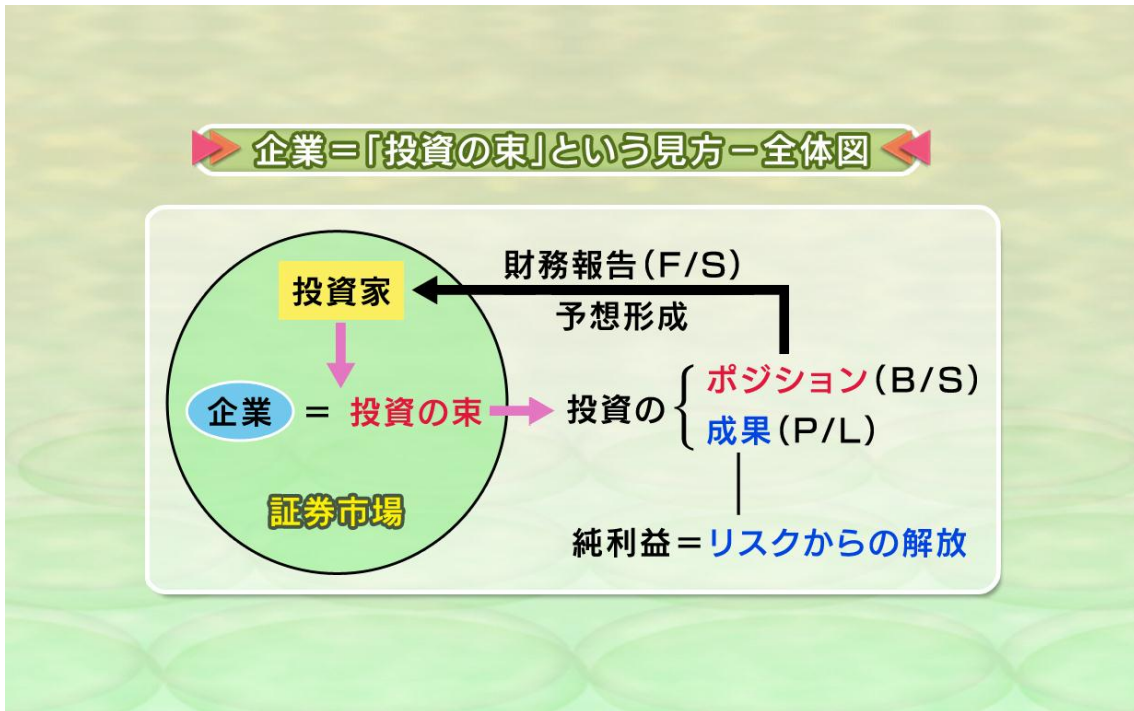 企業＝「投資の束」という見方－全体図
財務報告(F/S)
投資家
予想形成
企業 ＝ 投資の束
投資の
ポジション(B/S)
成果(P/L)
証券市場
純利益＝リスクからの解放